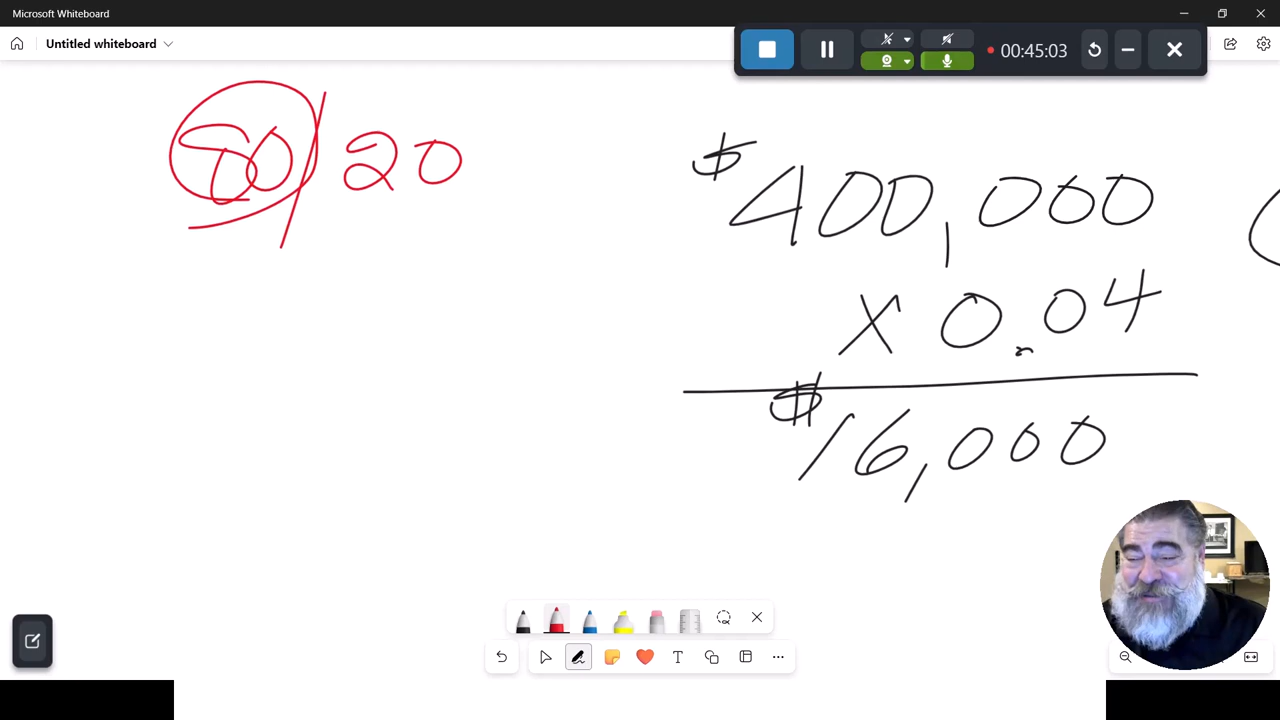 Microsoft Whiteboard
Untitled whiteboard
00:45:03
80/20
$400,000
X 0.04
$16,000